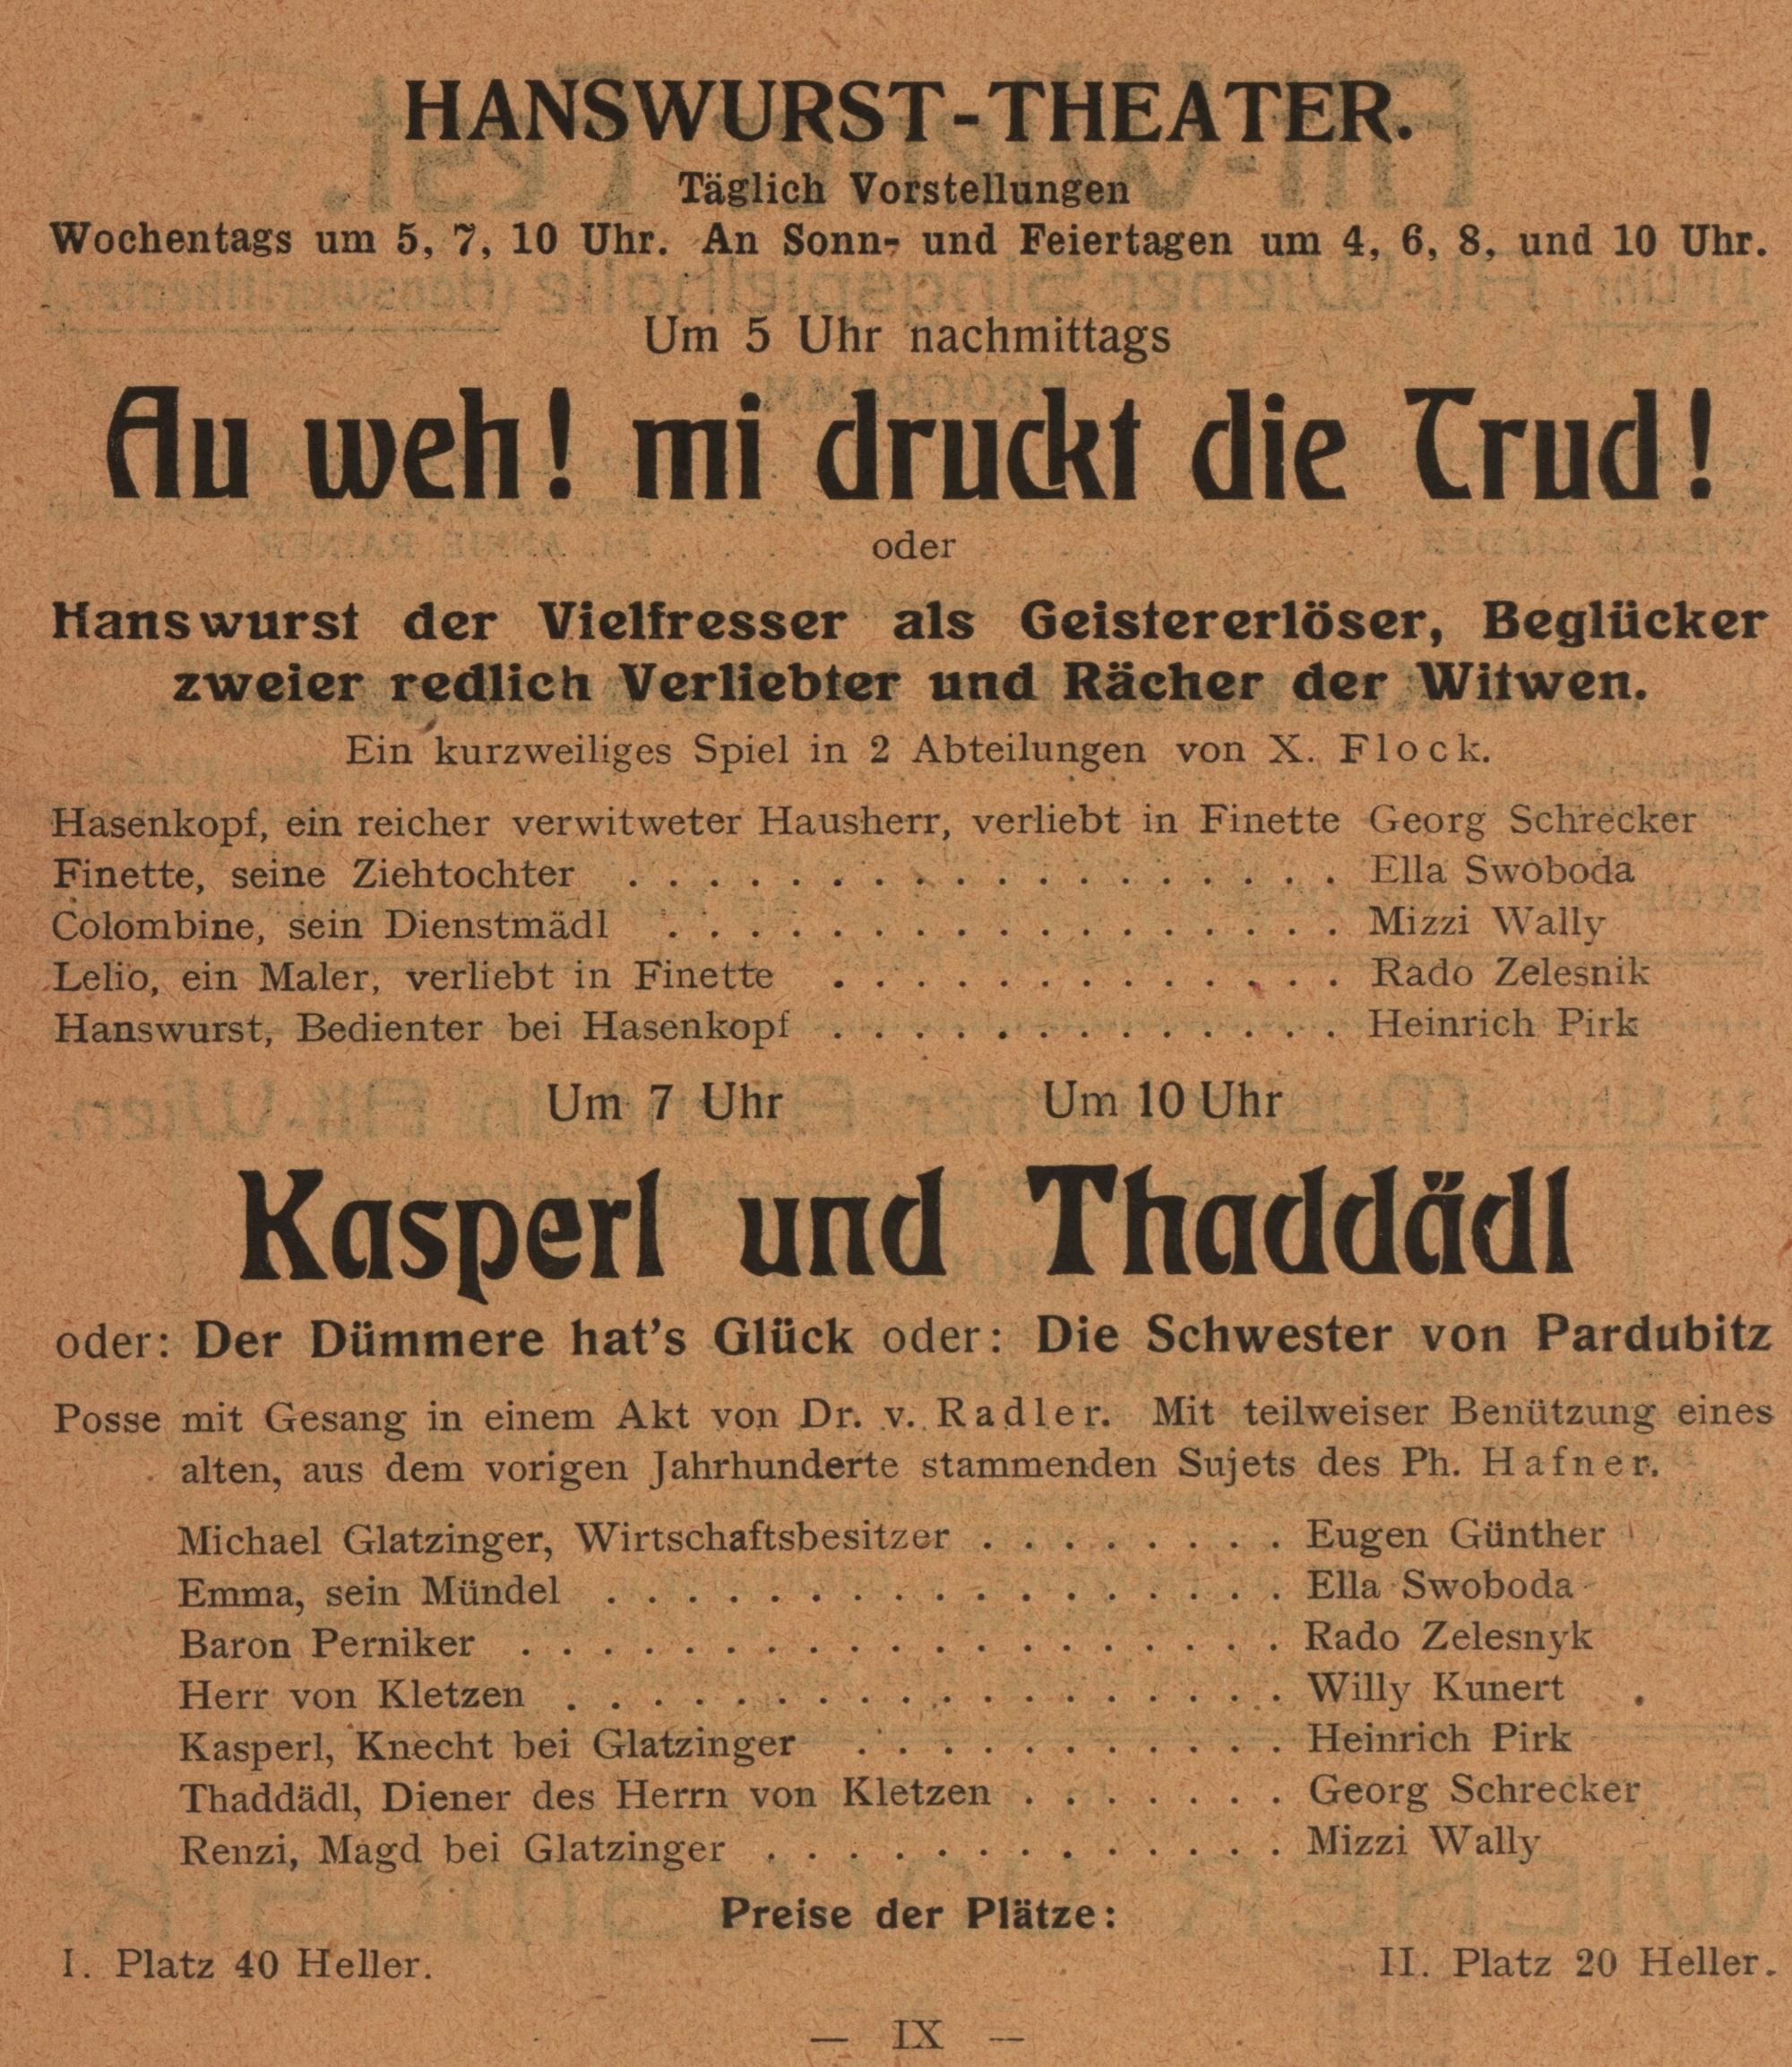 HANSWURST-THEATER.
Täglich Vorstellungen
Wochentags um 5, 7, 10 Uhr. An Sonn- und Feiertagen um 4, 6, 8, und 10 Uhr.
Um 5 Uhr nachmittags
Au weh! mi druckt die Trud!
oder
Hanswurst der Vielfresser als Geistererlöser, Beglücker
zweier redlich Verliebter und Rächer der Witwen.
Ein kurzweiliges Spiel in 2 Abteilungen von X. Flock.
Hasenkopf, ein reicher verwitweter Hausherr, verliebt in Finette Georg Schrecker
Finette, seine Ziehtochter . . . . . . . . . . . . . . . . . . Ella Swoboda
Colombine, sein Dienstmädl . . . . . . . . . . . . . . . . . Mizzi Wally
Lelio, ein Maler, verliebt in Finette . . . . . . . . . . . . . Rado Zelesnik
Hanswurst, Bedienter bei Hasenkopf . . . . . . . . . . . . . Heinrich Pirk
Um 7 Uhr Um 10 Uhr
Kasperl und Thaddädl
oder: Der Dümmere hat's Glück oder: Die Schwester von Pardubitz
Posse mit Gesang in einem Akt von Dr. v. Radler. Mit teilweiser Benützung eines
alten, aus dem vorigen Jahrhunderte stammenden Sujets des Ph. Hafner.
Michael Glatzinger, Wirtschaftsbesitzer . . . . . . . . Eugen Günther
Emma, sein Mündel . . . . . . . . . . . . . . . . . Ella Swoboda
Baron Perniker . . . . . . . . . . . . . . . . . . . Rado Zelesnyk
Herr von Kletzen . . . . . . . . . . . . . . . . . . Willy Kunert
Kasperl, Knecht bei Glatzinger . . . . . . . . . . . Heinrich Pirk
Thaddädl, Diener des Herrn von Kletzen . . . . . . . Georg Schrecker
Renzi, Magd bei Glatzinger . . . . . . . . . . . . . Mizzi Wally
Preise der Plätze:
I. Platz 40 Heller. II. Platz 20 Heller.
— IX —